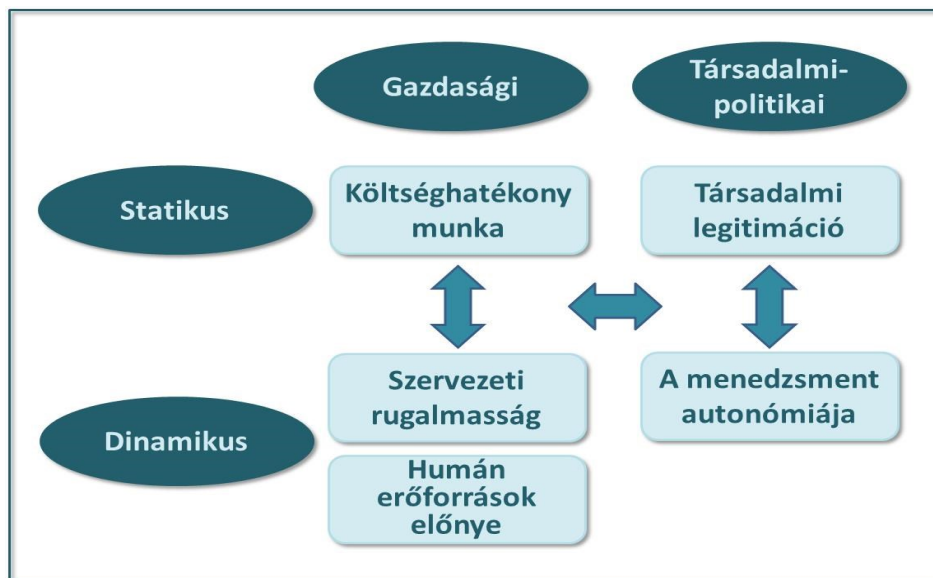 Gazdasági
Társadalmi-
politikai
Statikus
Költséghatékony
munka
Társadalmi
legitimáció
Szervezeti
rugalmasság
A menedzsment
autonómiája
Dinamikus
Humán
erőforrások
előnye